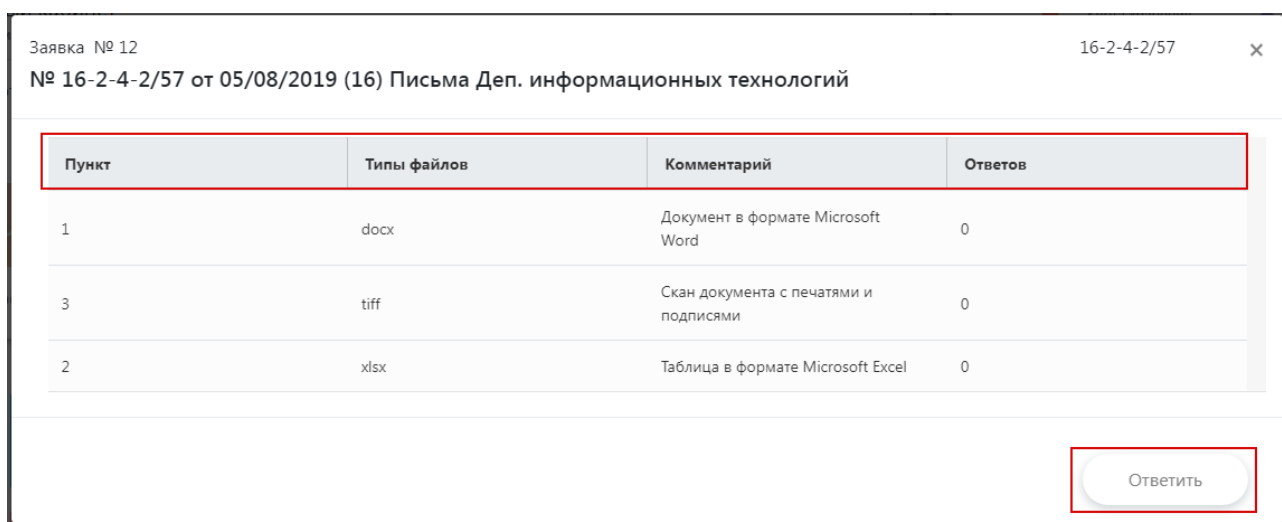 Заявка № 12 16-2-4-2/57 ×
№ 16-2-4-2/57 от 05/08/2019 (16) Письма Деп. информационных технологий
Пункт Типы файлов Комментарий Ответов
1 docx Документ в формате Microsoft Word 0
3 tiff Скан документа с печатями и подписями 0
2 xlsx Таблица в формате Microsoft Excel 0
Ответить